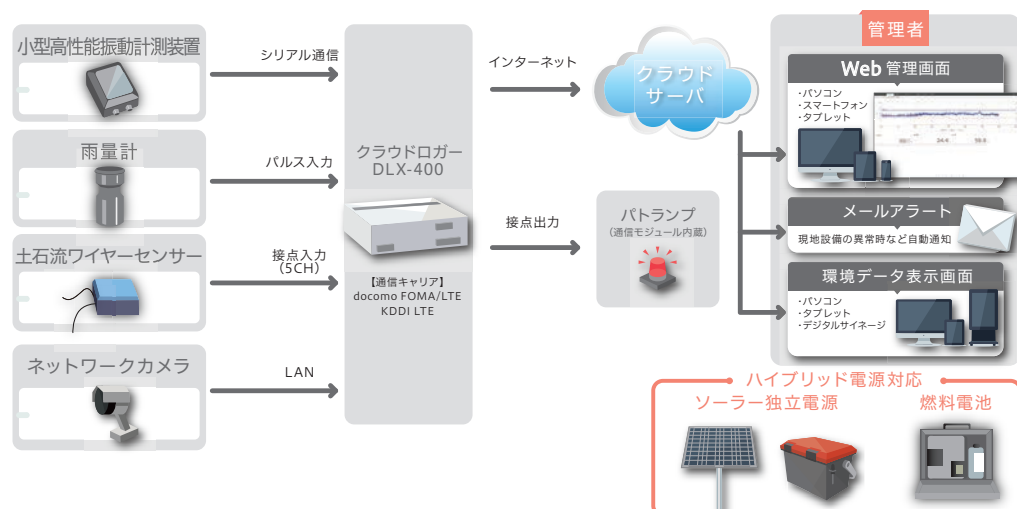 小型高性能振動計測装置
シリアル通信
雨量計
パルス入力
土石流ワイヤーセンサー
接点入力
（5CH）
ネットワークカメラ
LAN
クラウドロガー
DLX-400
【通信キャリア】
docomo FOMA/LTE
KDDI LTE
インターネット
クラウド
サーバ
接点出力
パトランプ
（通信モジュール内蔵）
管理者
Web 管理画面
・パソコン
・スマートフォン
・タブレット
24.4
メールアラート
現地設備の異常時など自動通知
環境データ表示画面
・パソコン
・タブレット
・デジタルサイネージ
ハイブリッド電源対応
ソーラー独立電源
燃料電池